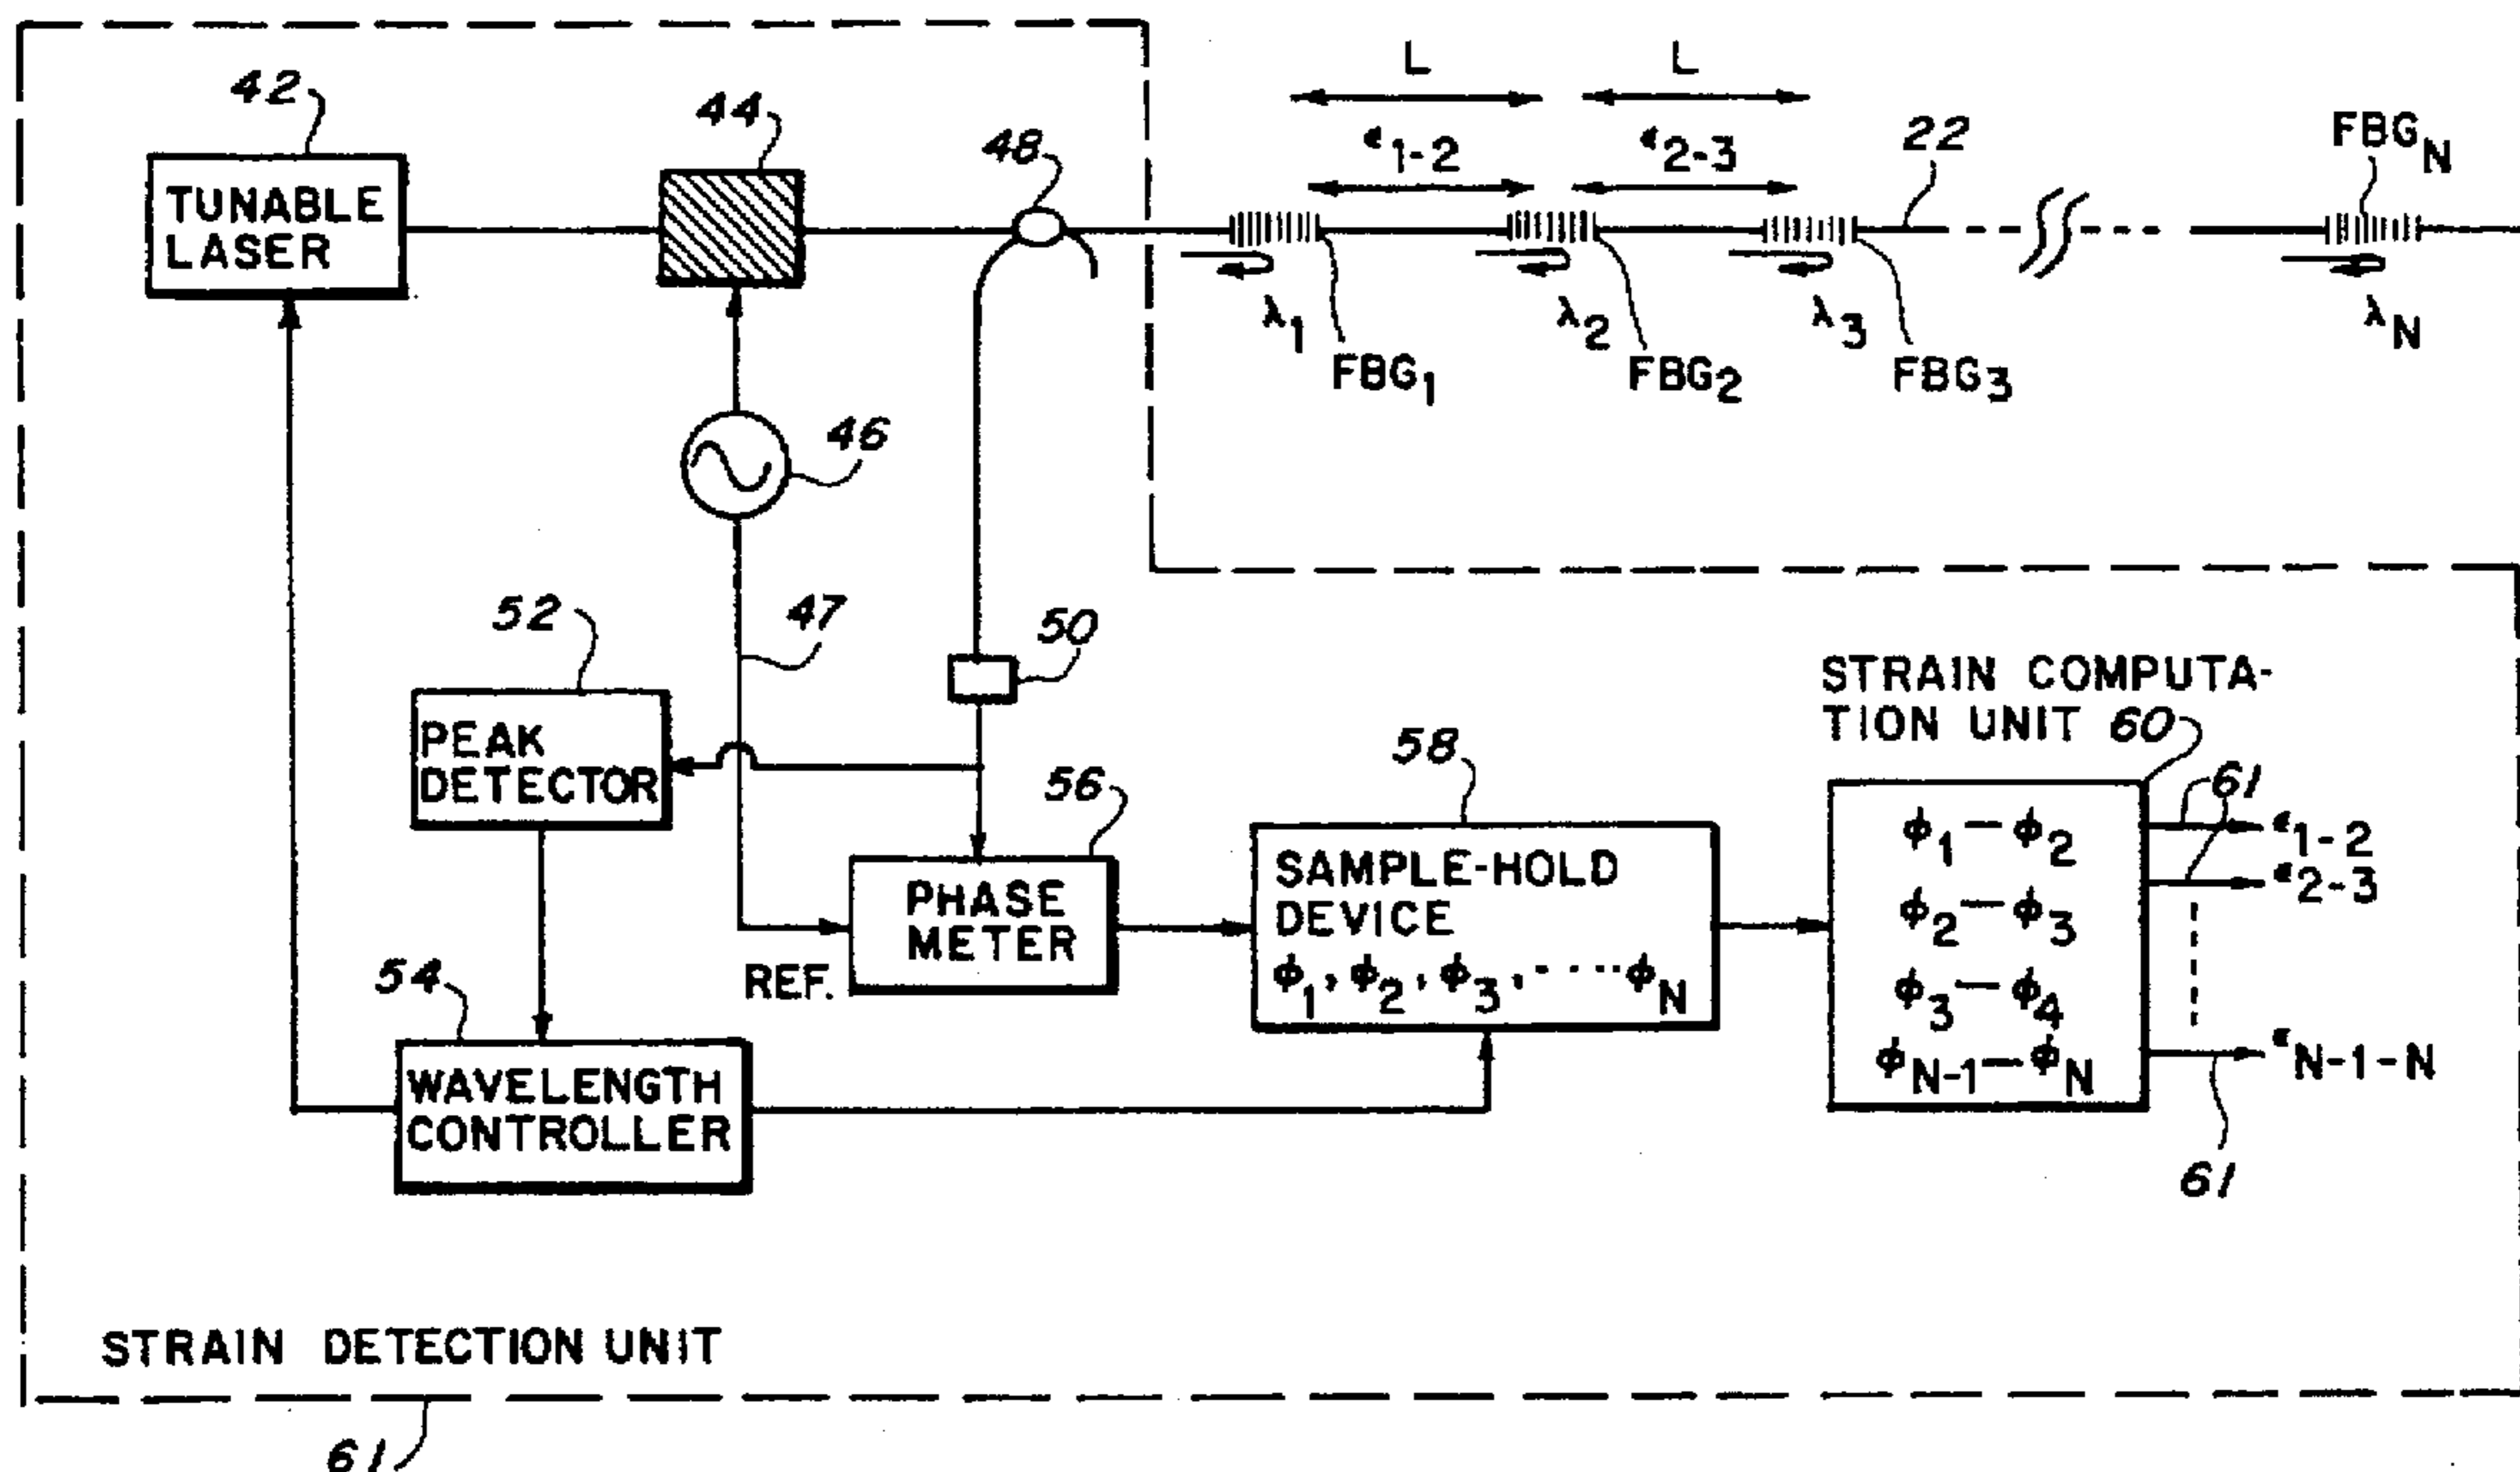 42
TUNABLE
LASER
44
48
L
L
ε1-2
ε2-3
22
FBGN
λ1
λ2
λ3
λN
FBG1
FBG2
FBG3
46
47
52
50
PEAK
DETECTOR
56
PHASE
METER
REF.
54
WAVELENGTH
CONTROLLER
58
SAMPLE-HOLD
DEVICE
ϕ1, ϕ2, ϕ3, ····ϕN
STRAIN COMPUTA-
TION UNIT 60
ϕ1—ϕ2
ϕ2—ϕ3
ϕ3—ϕ4
ϕN-1—ϕN
61
ε1-2
ε2-3
εN-1-N
61
STRAIN DETECTION UNIT
61